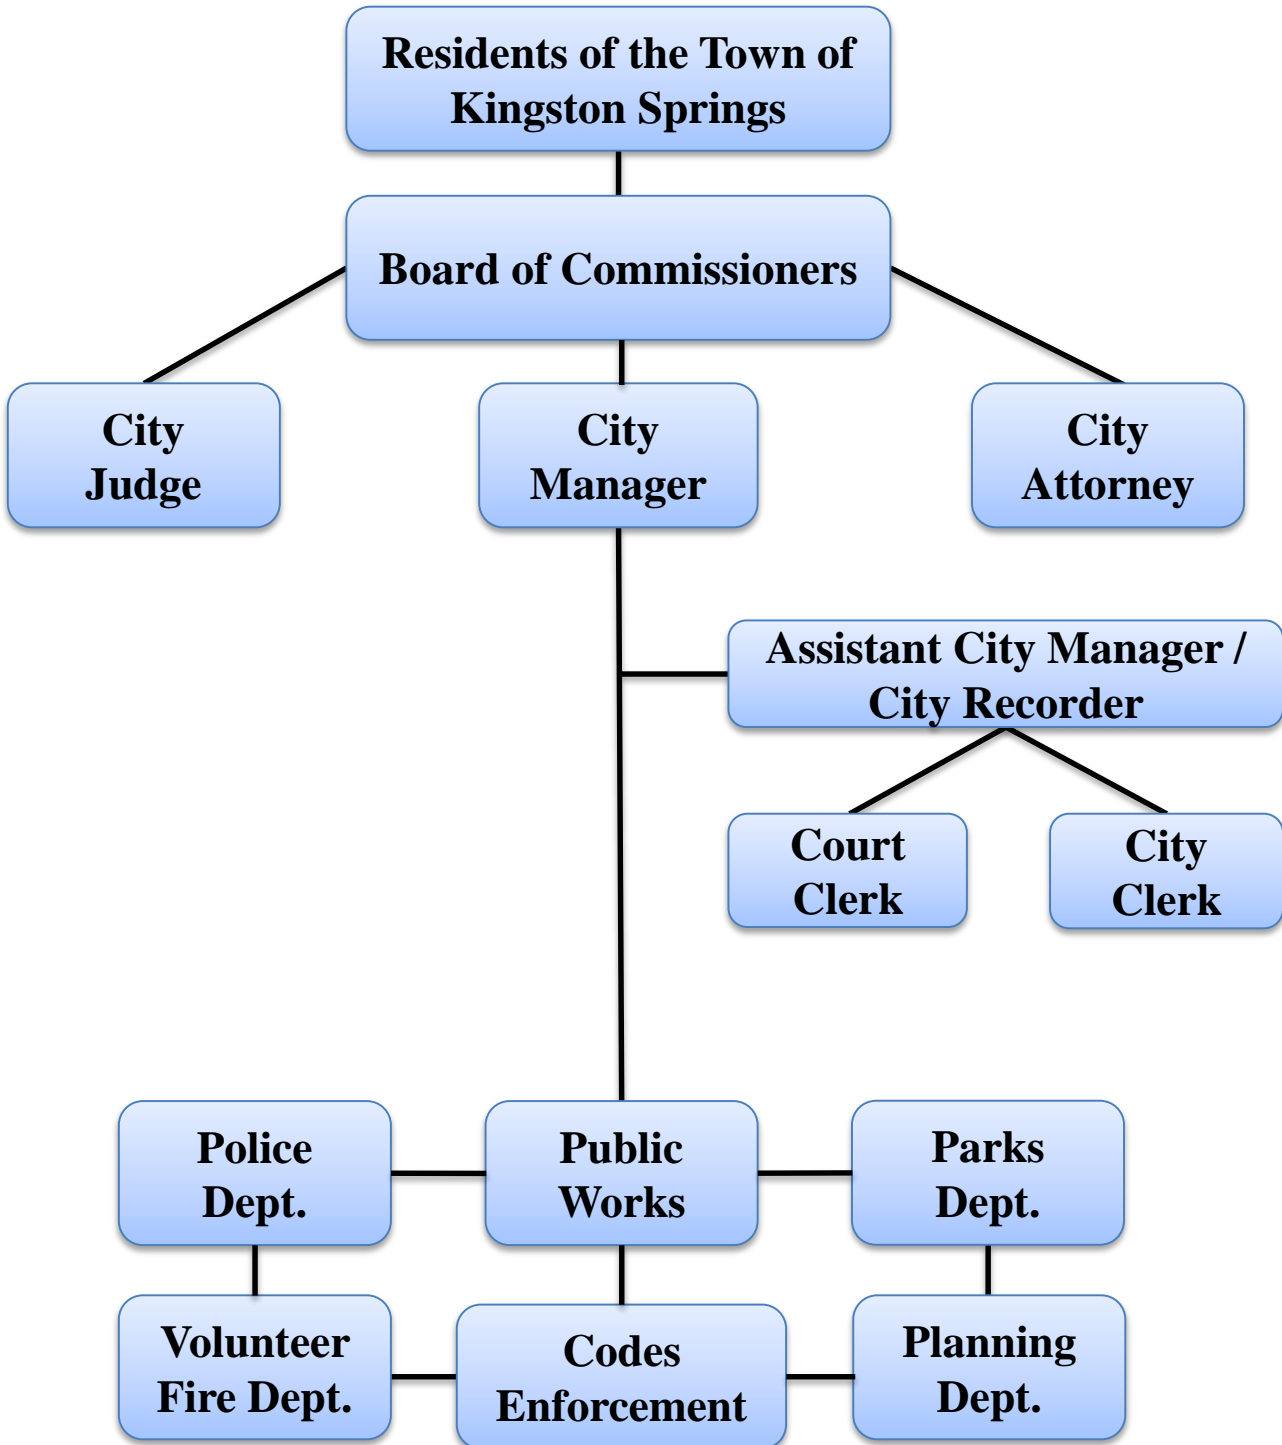 Residents of the Town of
Kingston Springs
Board of Commissioners
City
Judge
City
Manager
City
Attorney
Assistant City Manager /
City Recorder
Court
Clerk
City
Clerk
Police
Dept.
Public
Works
Parks
Dept.
Volunteer
Fire Dept.
Codes
Enforcement
Planning
Dept.